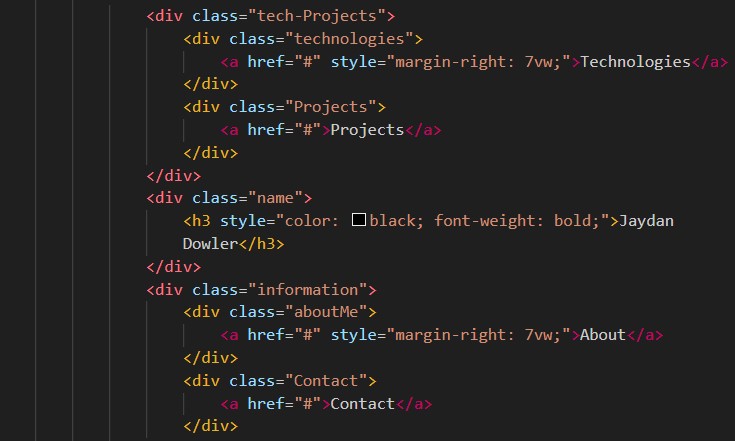 <div class="tech-Projects">
<div class="technologies">
<a href="#" style="margin-right: 7vw;">Technologies</a>
</div>
<div class="Projects">
<a href="#">Projects</a>
</div>
</div>
<div class="name">
<h3 style="color: black; font-weight: bold;">Jaydan
Dowler</h3>
</div>
<div class="information">
<div class="aboutMe">
<a href="#" style="margin-right: 7vw;">About</a>
</div>
<div class="Contact">
<a href="#">Contact</a>
</div>